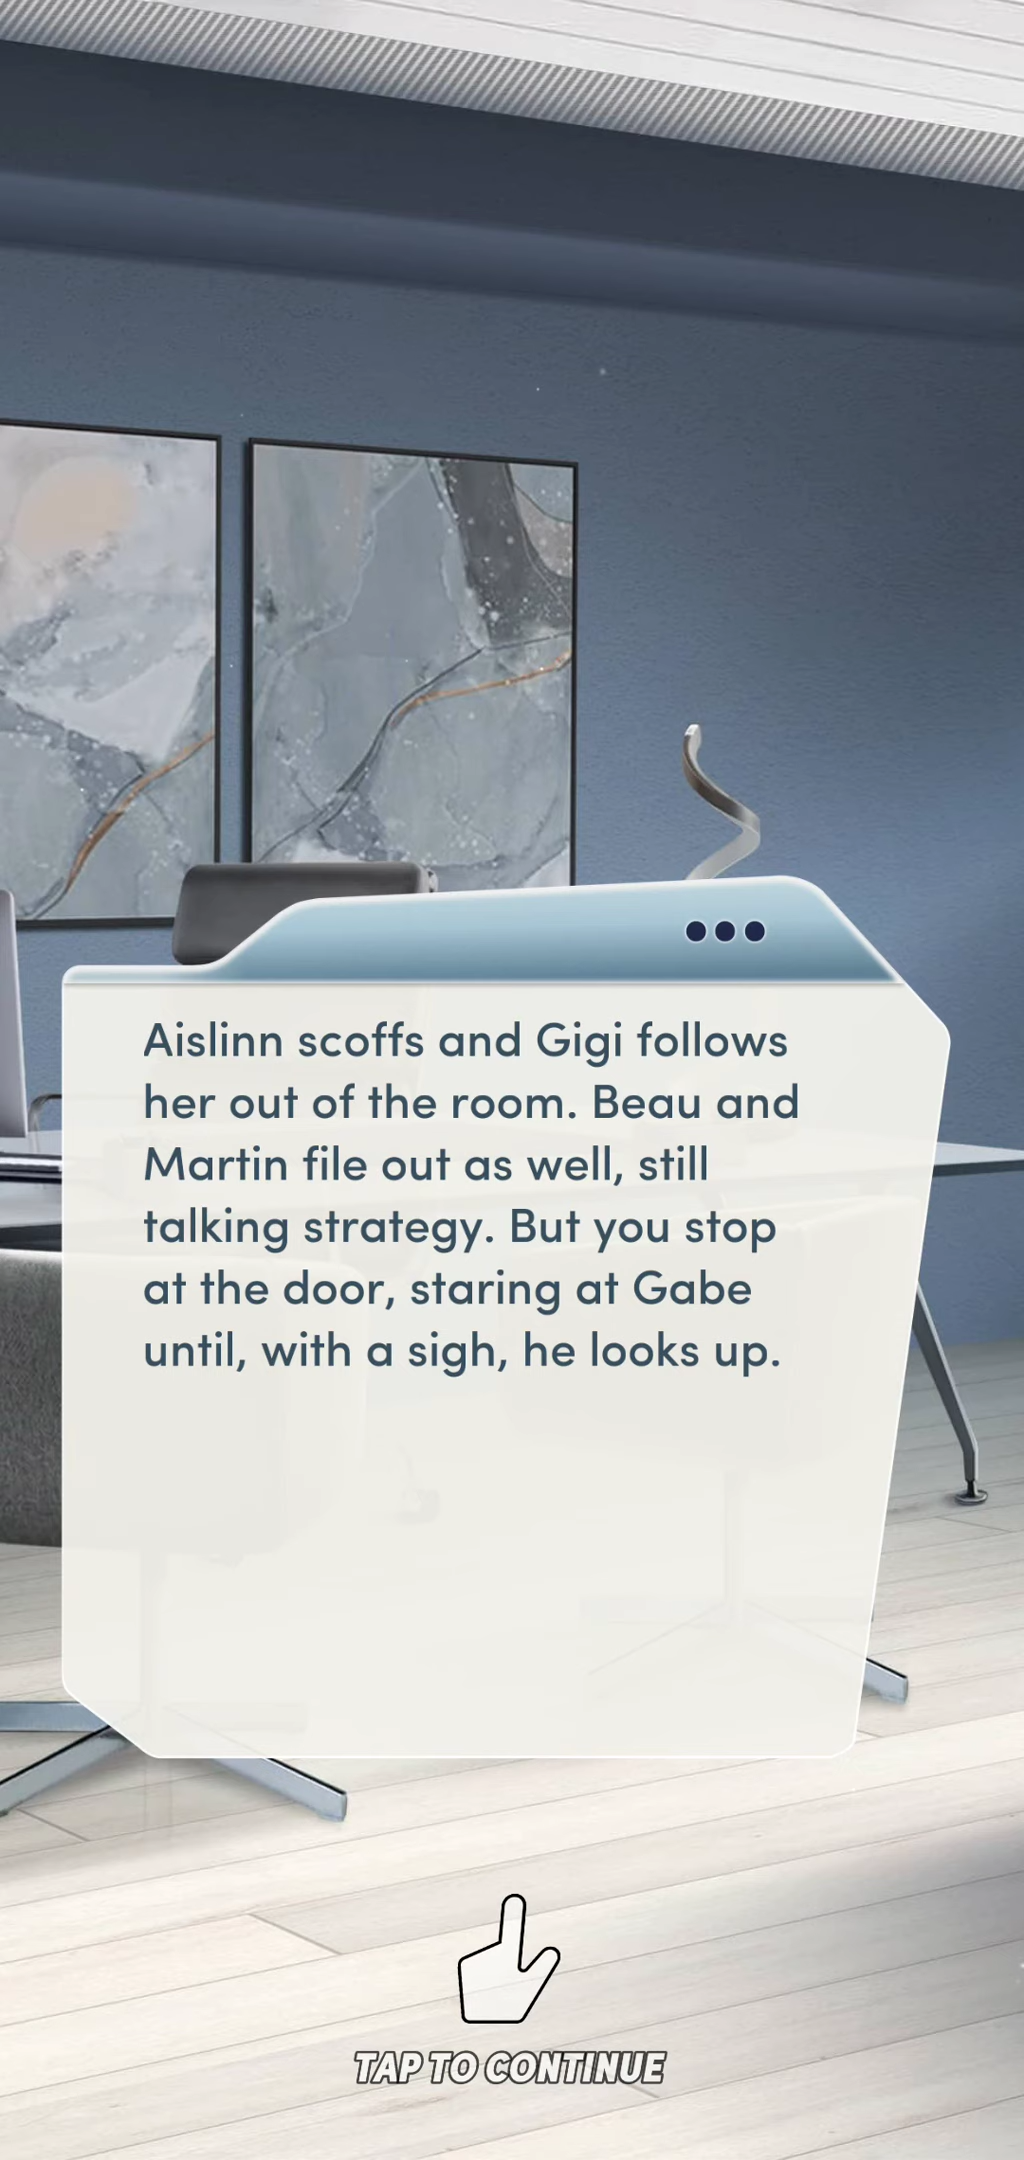 Aislinn scoffs and Gigi follows
her out of the room. Beau and
Martin file out as well, still
talking strategy. But you stop
at the door, staring at Gabe
until, with a sigh, he looks up.
TAP TO CONTINUE